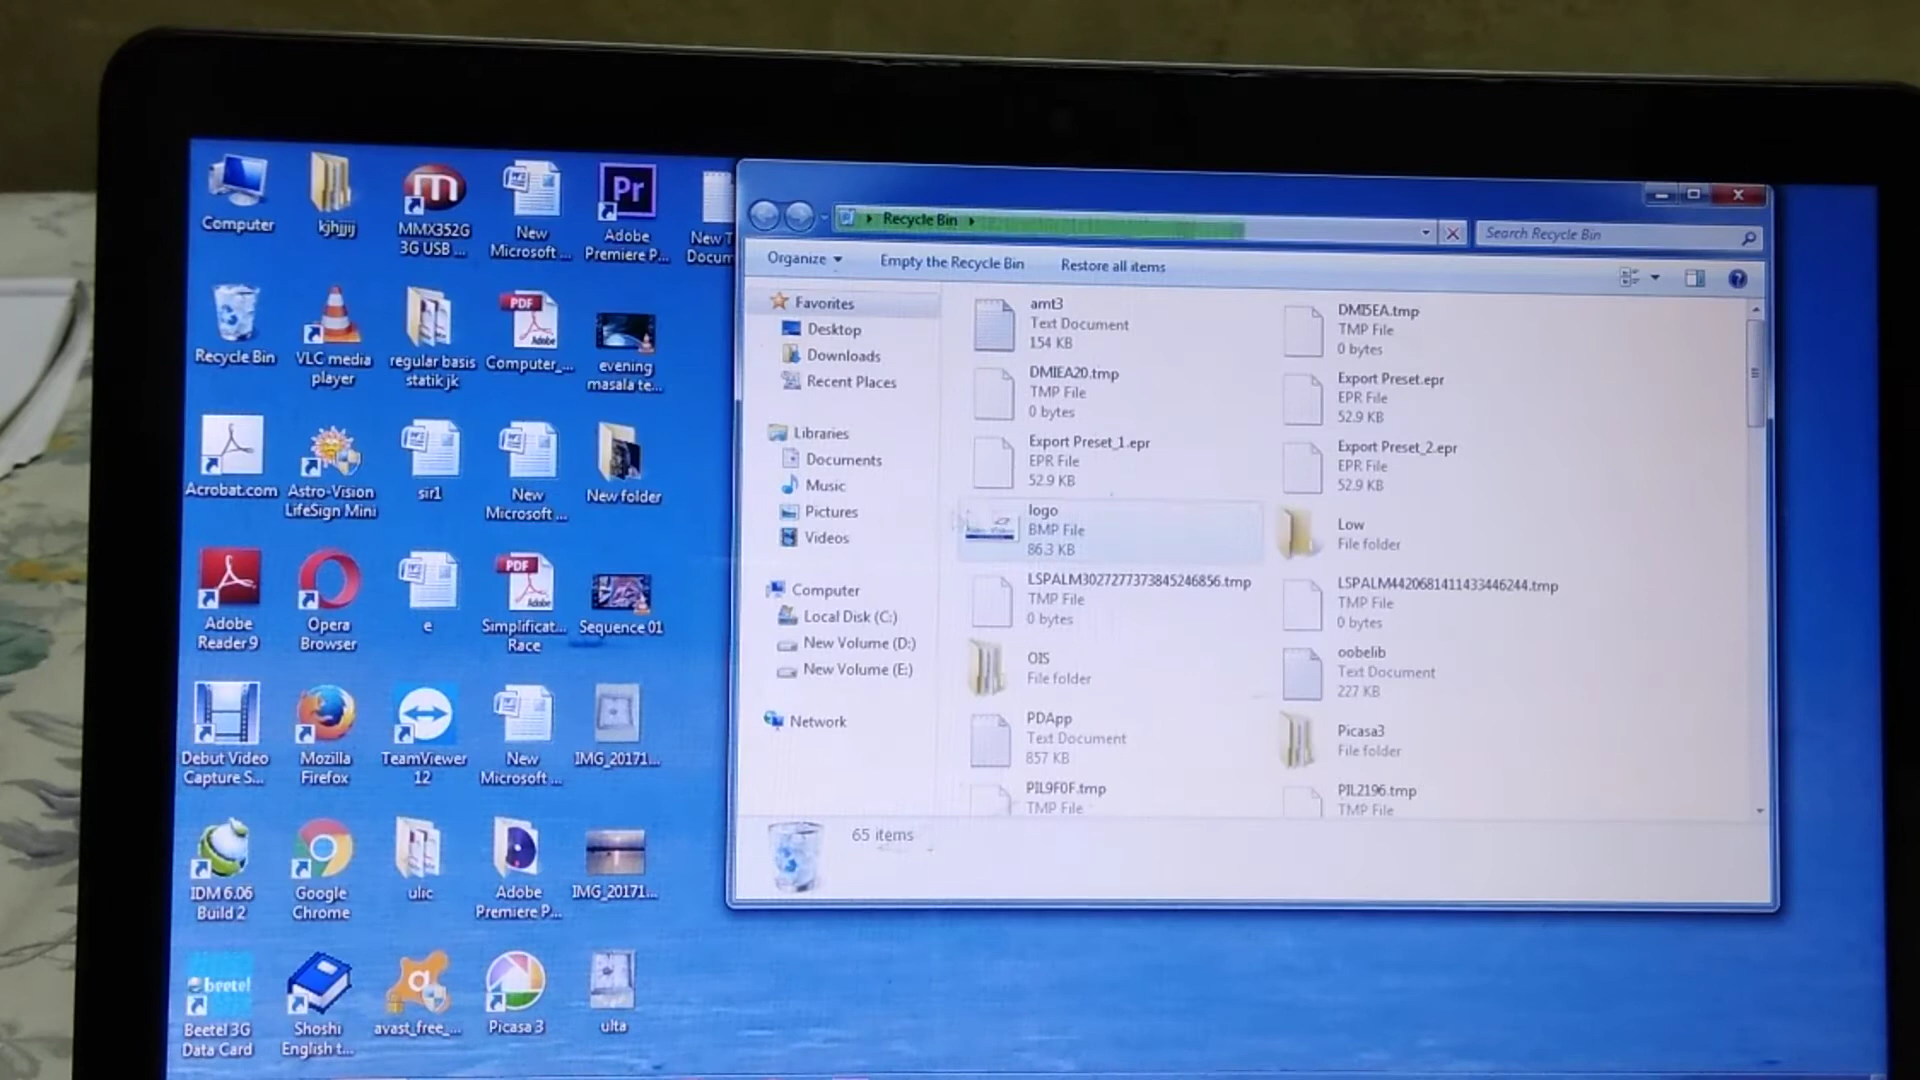 Computer
kjhjjij
MMX352G
3G USB ...
New
Microsoft ...
Adobe
Premiere P...
New T
Docum
Recycle Bin
VLC media
player
regular basis
statik jk
PDF
Adobe
Computer_...
evening
masala te...
Acrobat.com
Astro-Vision
LifeSign Mini
sir1
New
Microsoft ...
New folder
Adobe
Reader 9
Opera
Browser
e
PDF
Adobe
Simplificat...
Race
Sequence 01
Debut Video
Capture S...
Mozilla
Firefox
TeamViewer
12
New
Microsoft ...
IMG_20171...
IDM 6.06
Build 2
Google
Chrome
ulic
Adobe
Premiere P...
IMG_20171...
beetel
Beetel 3G
Data Card
Shoshi
English t...
avast_free_...
Picasa 3
ulta
Pr
Recycle Bin
Search Recycle Bin
Organize
Empty the Recycle Bin
Restore all items
Favorites
Desktop
Downloads
Recent Places
Libraries
Documents
Music
Pictures
Videos
Computer
Local Disk (C:)
New Volume (D:)
New Volume (E:)
Network
amt3
Text Document
154 KB
DMI5EA.tmp
TMP File
0 bytes
DMIEA20.tmp
TMP File
0 bytes
Export Preset.epr
EPR File
52.9 KB
Export Preset_1.epr
EPR File
52.9 KB
Export Preset_2.epr
EPR File
52.9 KB
logo
BMP File
86.3 KB
Low
File folder
LSPALM3027277373845246856.tmp
TMP File
0 bytes
LSPALM4420681411433446244.tmp
TMP File
0 bytes
OIS
File folder
oobelib
Text Document
227 KB
PDApp
Text Document
857 KB
Picasa3
File folder
PIL9F0F.tmp
TMP File
PIL2196.tmp
TMP File
65 items